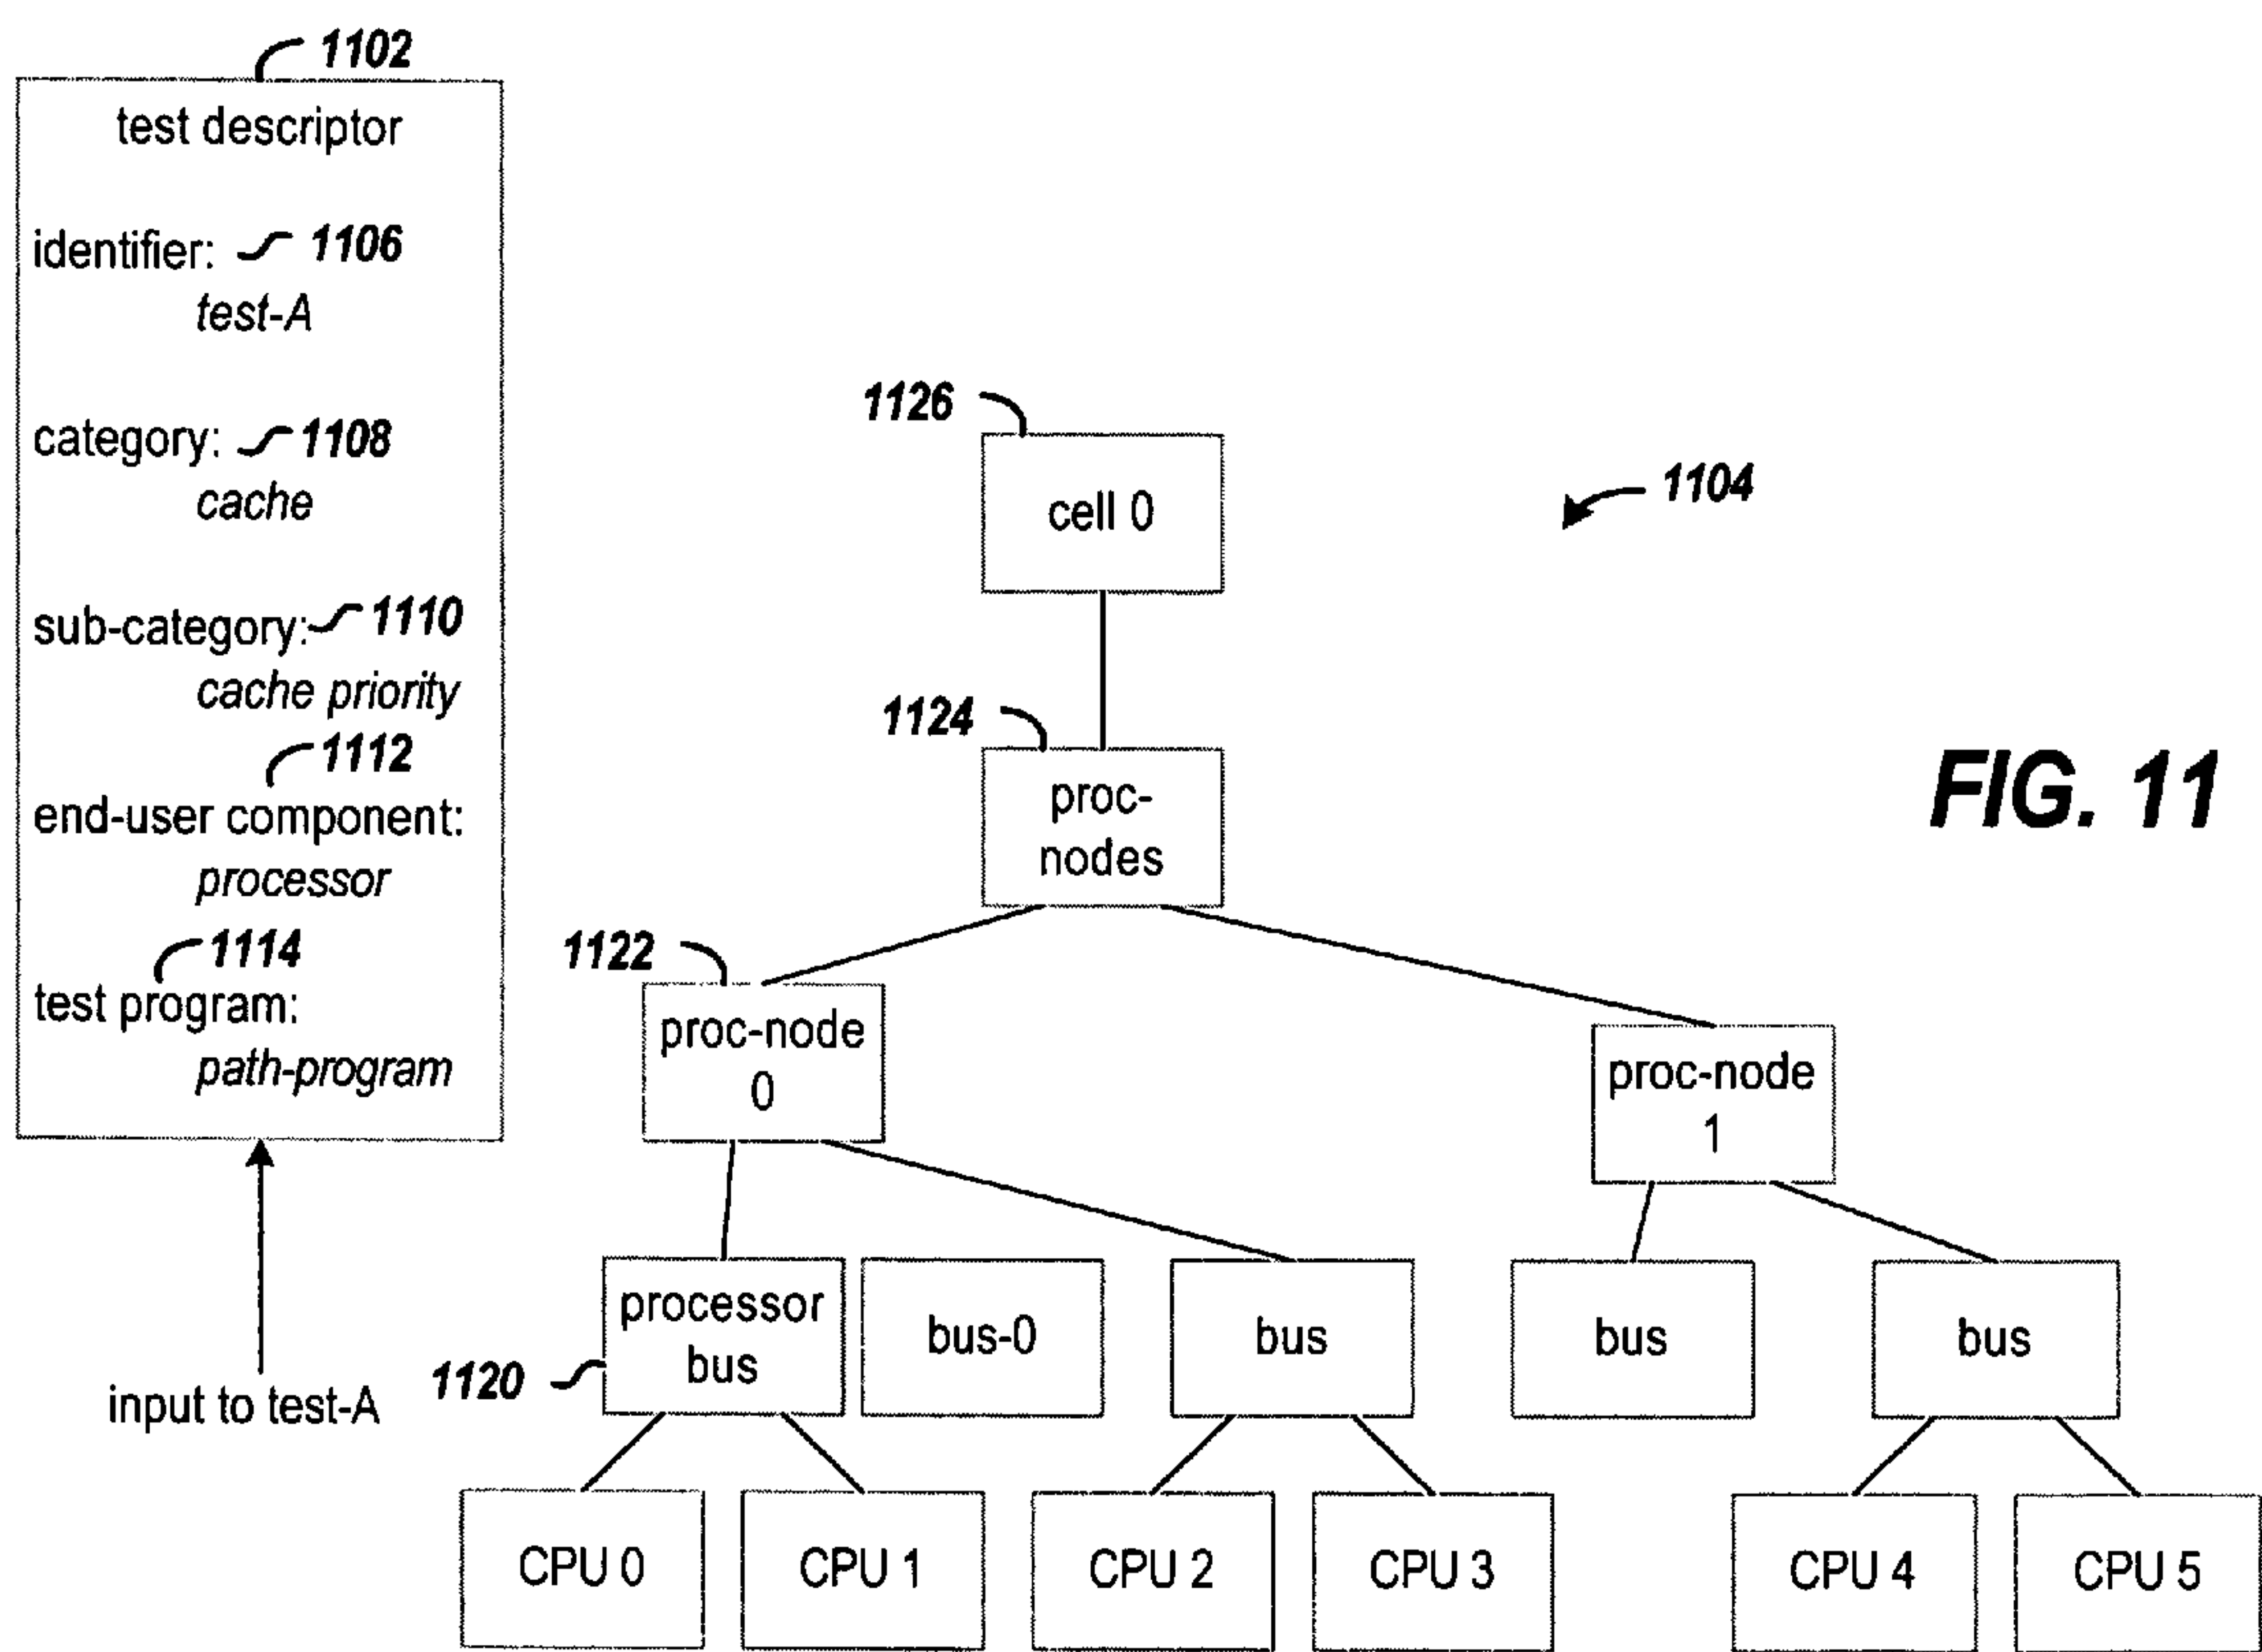 1102
test descriptor
identifier: 1106
test-A
category: 1108
cache
sub-category: 1110
cache priority
1112
end-user component:
processor
1114
test program:
path-program
input to test-A
1126
cell 0
1104
1124
proc-
nodes
FIG. 11
1122
proc-node
0
proc-node
1
1120
processor
bus
bus-0
bus
bus
bus
CPU 0
CPU 1
CPU 2
CPU 3
CPU 4
CPU 5